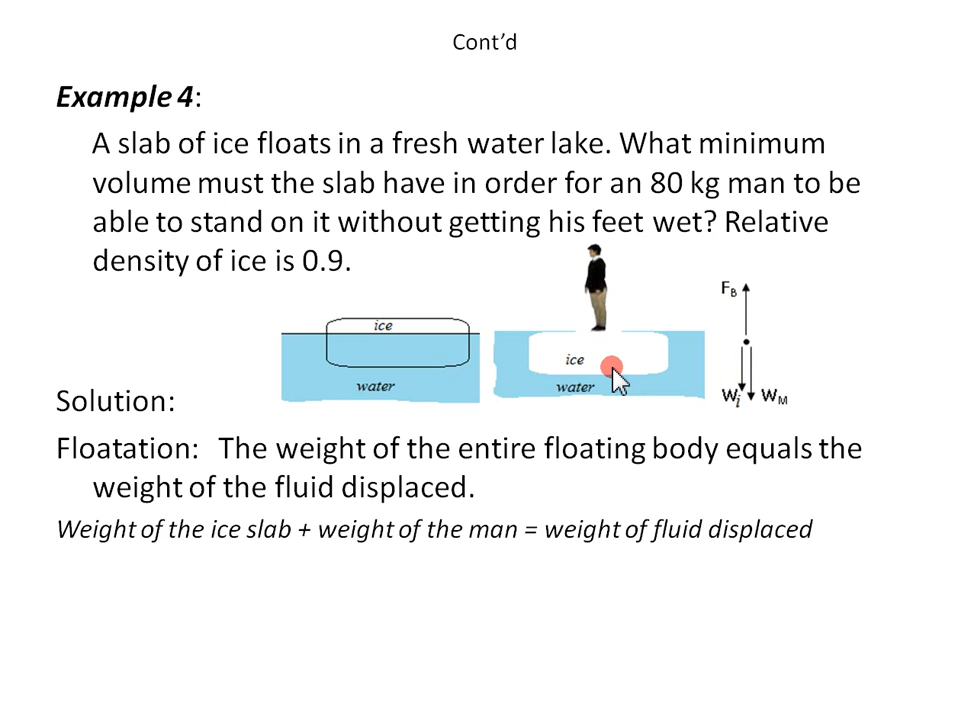 Cont’d
Example 4:
A slab of ice floats in a fresh water lake. What minimum
volume must the slab have in order for an 80 kg man to be
able to stand on it without getting his feet wet? Relative
density of ice is 0.9.
ice
water
ice
water
FB
Wi WM
Solution:
Floatation: The weight of the entire floating body equals the
weight of the fluid displaced.
Weight of the ice slab + weight of the man = weight of fluid displaced